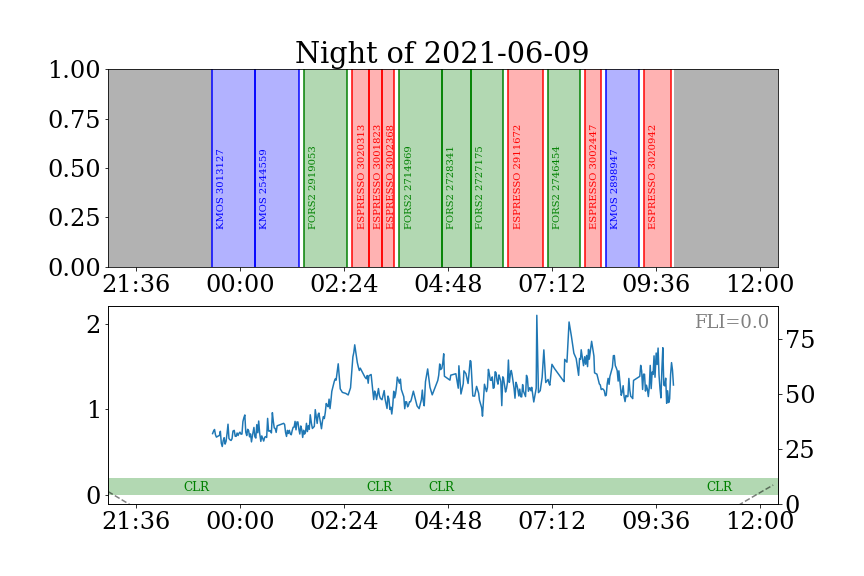 Night of 2021-06-09
1.00
0.75
0.50
0.25
0.00
KMOS 3013127
KMOS 2544559
FORS2 2919053
ESPRESSO 3020313
ESPRESSO 3001823
ESPRESSO 3002368
FORS2 2714969
FORS2 2728341
FORS2 2727175
ESPRESSO 2911672
FORS2 2746454
ESPRESSO 3002447
KMOS 2898947
ESPRESSO 3020942
21:36 00:00 02:24 04:48 07:12 09:36 12:00
FLI=0.0
2
1
0
75
50
25
0
CLR CLR CLR CLR
21:36 00:00 02:24 04:48 07:12 09:36 12:00